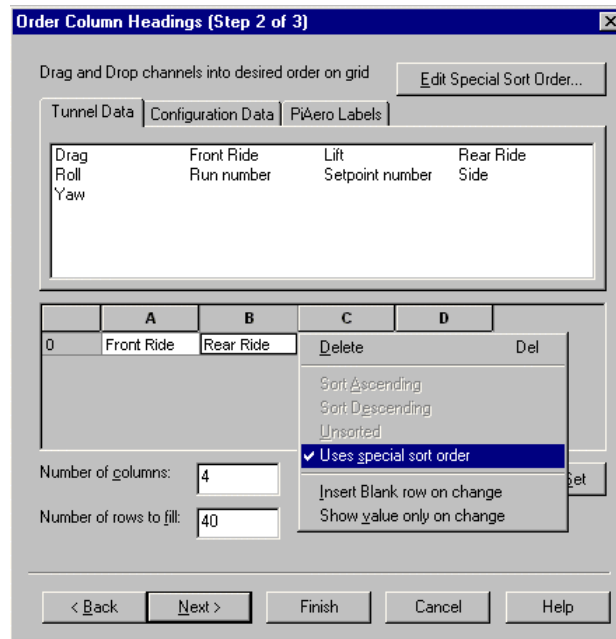 Order Column Headings (Step 2 of 3)
Drag and Drop channels into desired order on grid
Edit Special Sort Order...
Tunnel Data Configuration Data PiAero Labels
Drag Front Ride Lift Rear Ride
Roll Run number Setpoint number Side
Yaw
A B C D
0 Front Ride Rear Ride
Delete Del
Sort Ascending
Sort Descending
Unsorted
Uses special sort order
Insert Blank row on change
Show value only on change
Number of columns: 4
Number of rows to fill: 40
< Back Next > Finish Cancel Help